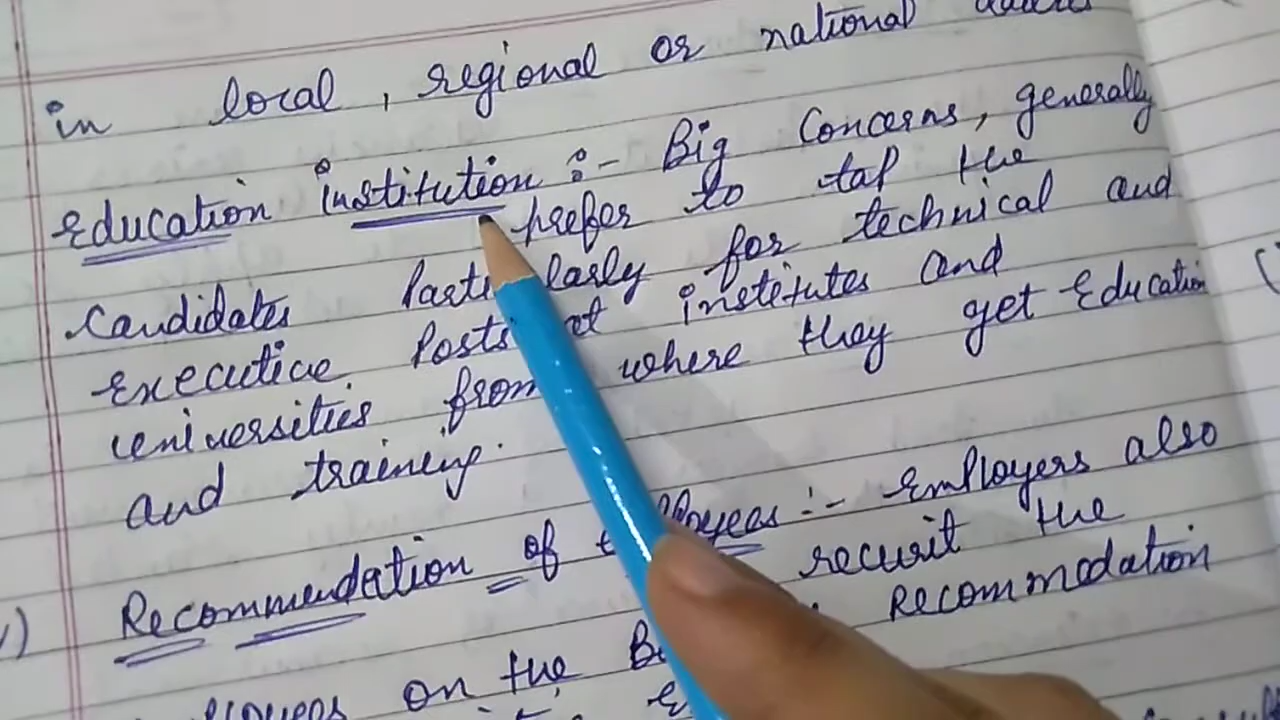 in local, regional or national
Education institution :- Big Concerns, generally
prefer to tap the
candidates particularly for technical and
executive posts at institutes and
universities from where they get Education
and training.
Recommendation of Employees :- Employers also
recurit the
on the recommodation